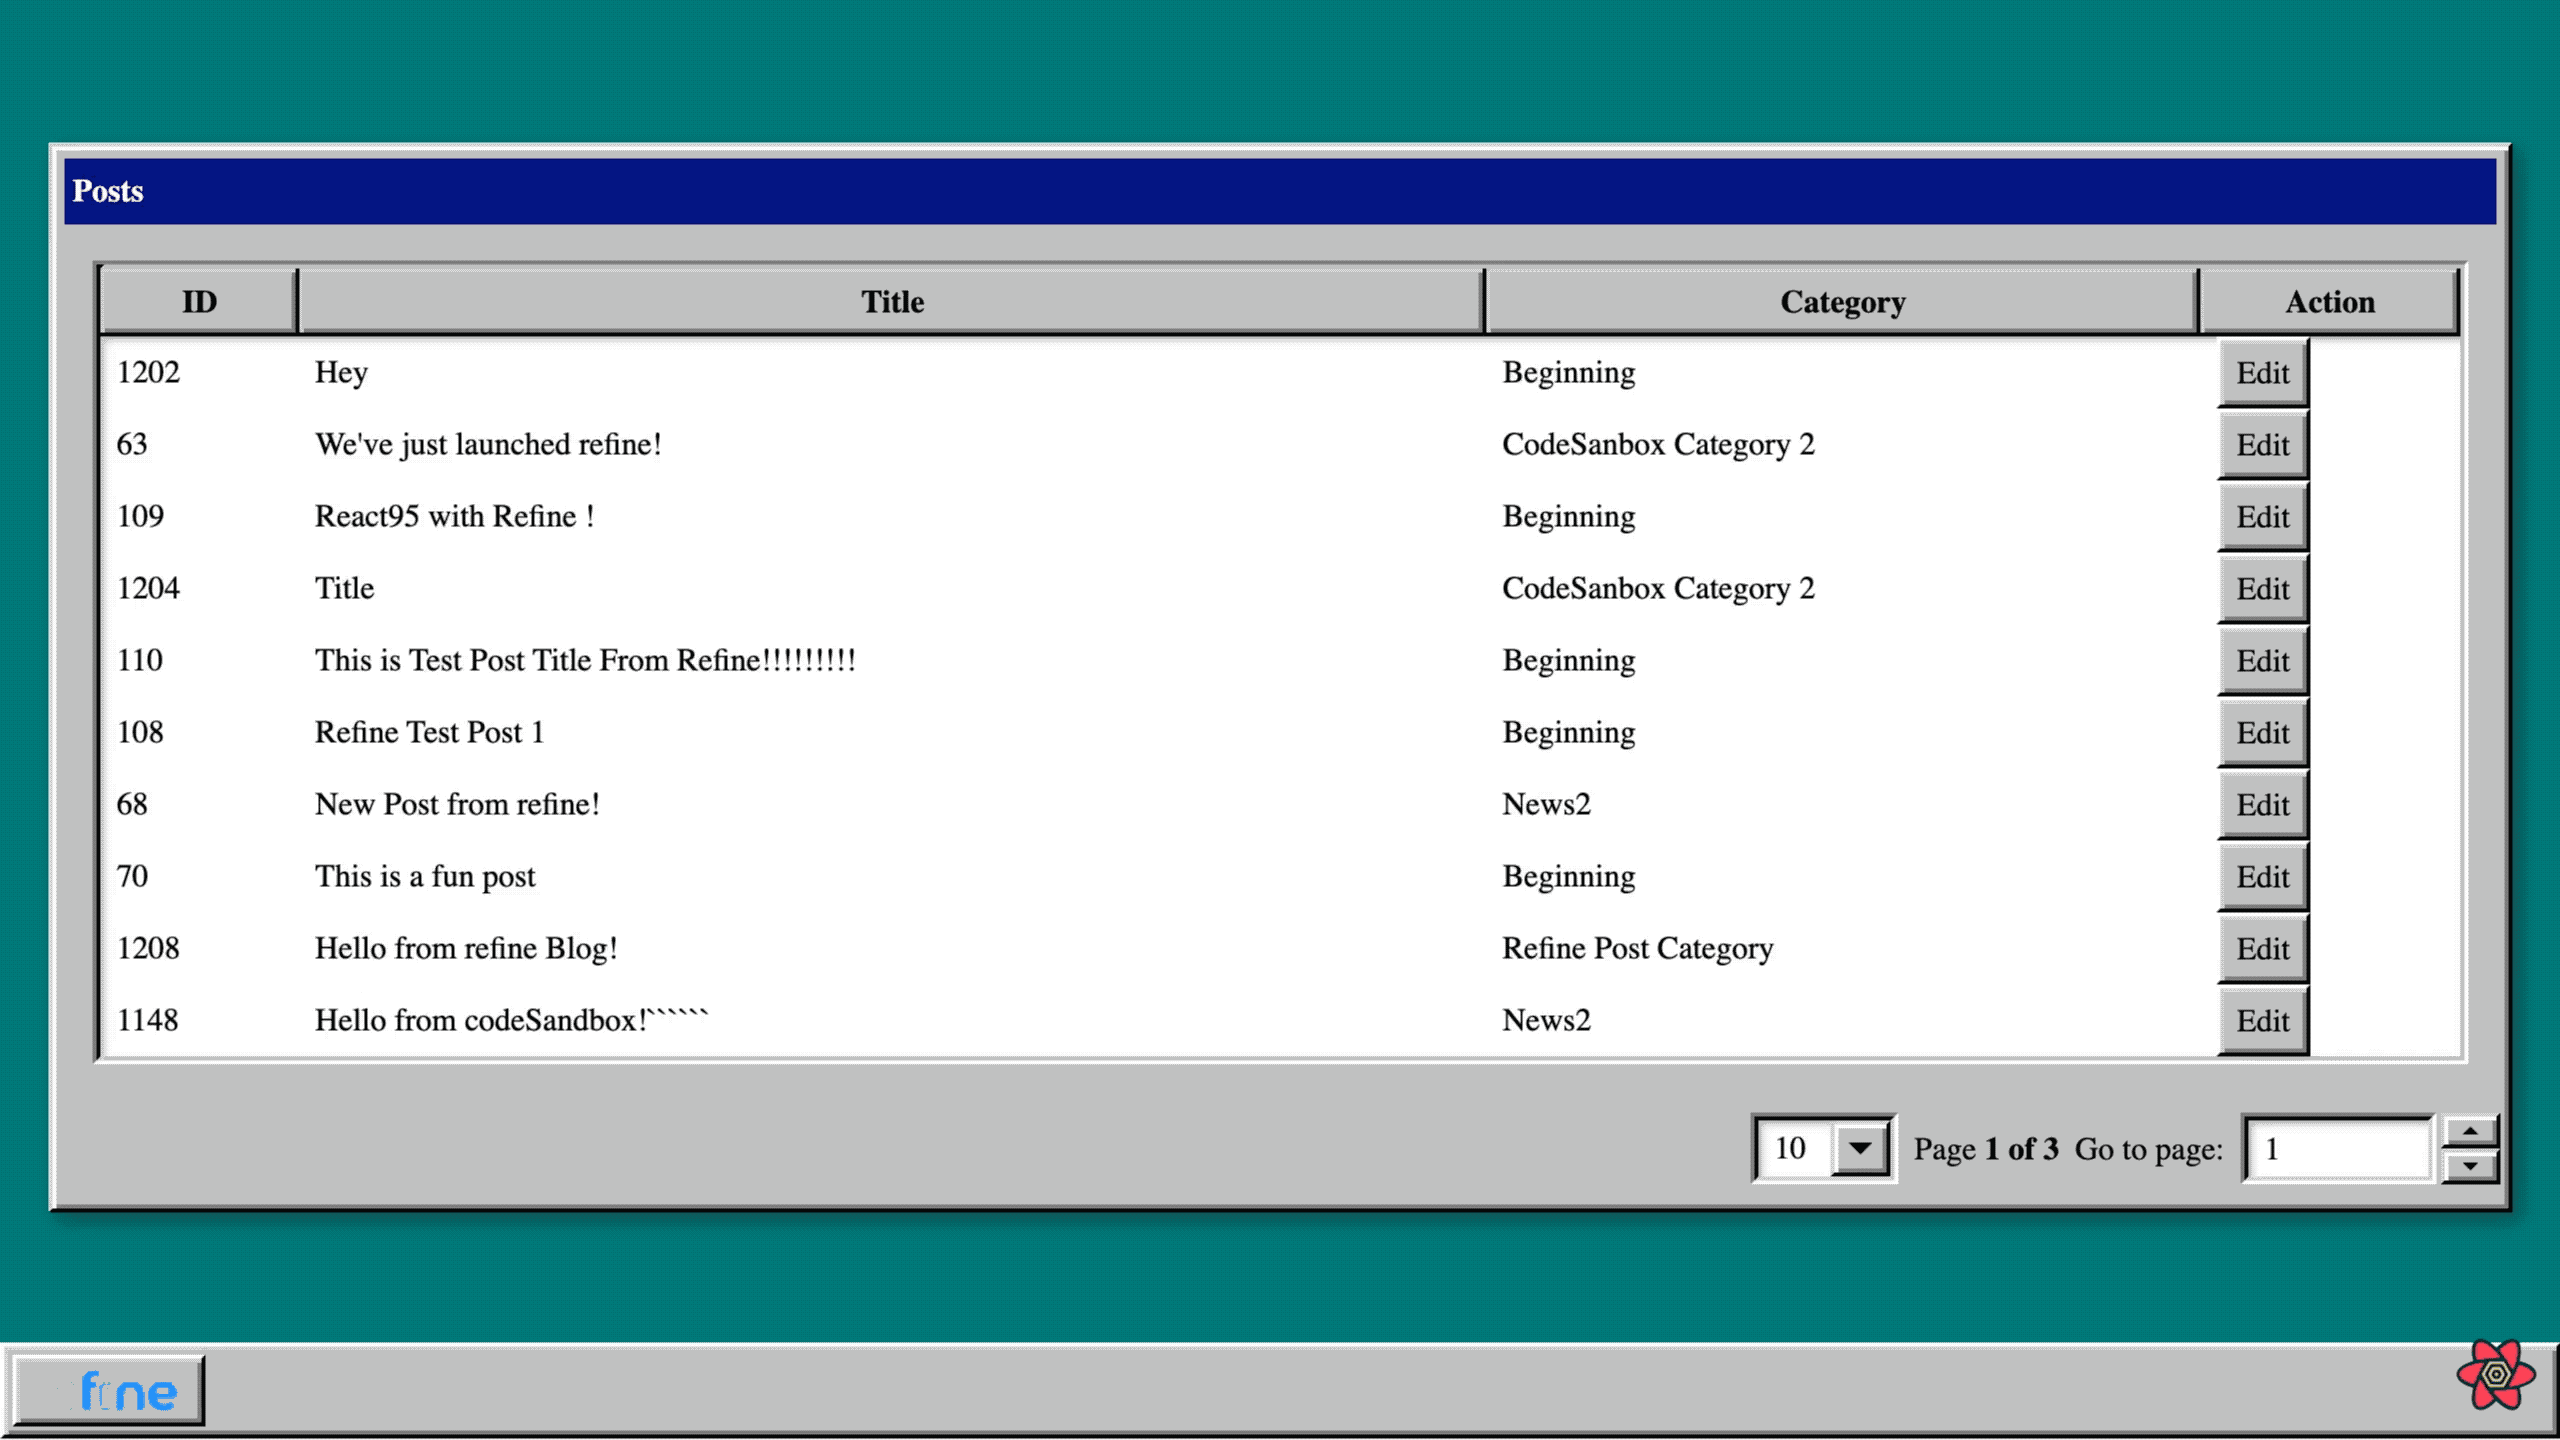 Posts
ID Title Category Action
1202 Hey Beginning Edit
63 We've just launched refine! CodeSanbox Category 2 Edit
109 React95 with Refine ! Beginning Edit
1204 Title CodeSanbox Category 2 Edit
110 This is Test Post Title From Refine!!!!!!!!! Beginning Edit
108 Refine Test Post 1 Beginning Edit
68 New Post from refine! News2 Edit
70 This is a fun post Beginning Edit
1208 Hello from refine Blog! Refine Post Category Edit
1148 Hello from codeSandbox!`````` News2 Edit
10 Page 1 of 3 Go to page: 1